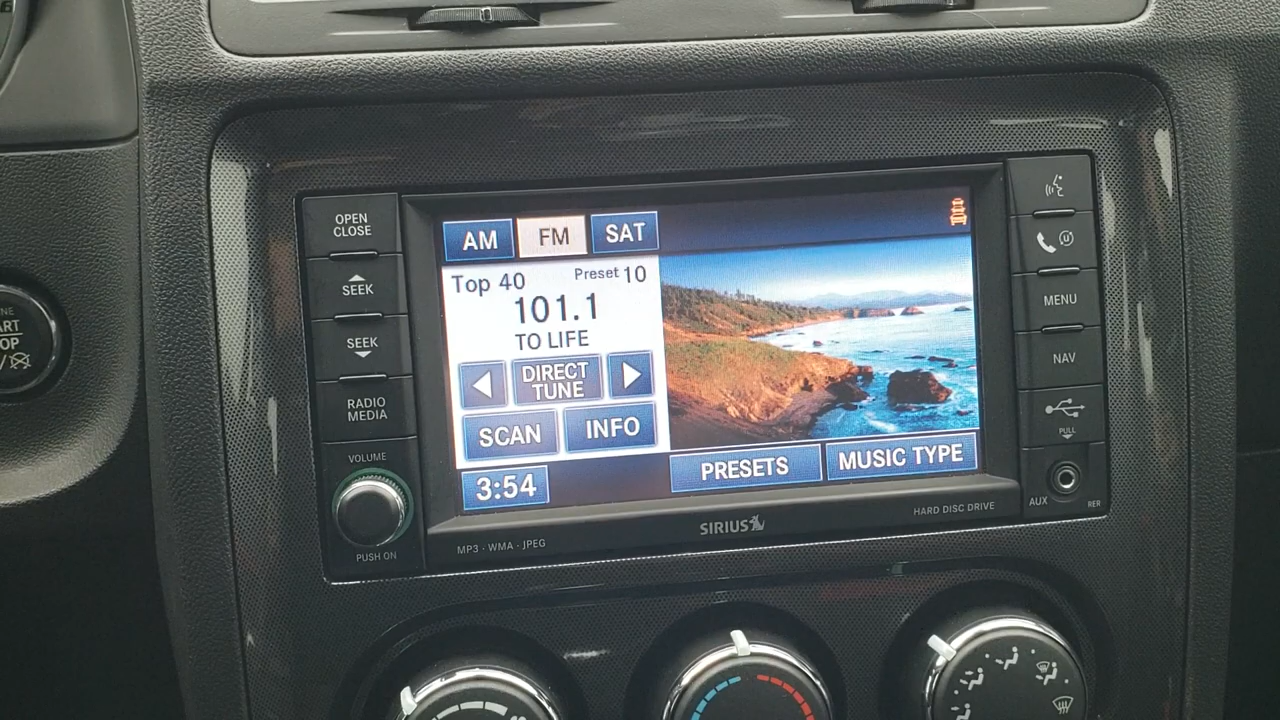 OPEN
CLOSE
SEEK
SEEK
RADIO
MEDIA
VOLUME
PUSH ON
AM
FM
SAT
Top 40
Preset 10
101.1
TO LIFE
DIRECT
TUNE
SCAN
INFO
3:54
PRESETS
MUSIC TYPE
SIRIUS
MP3 - WMA - JPEG
HARD DISC DRIVE
MENU
NAV
PULL
AUX
RER